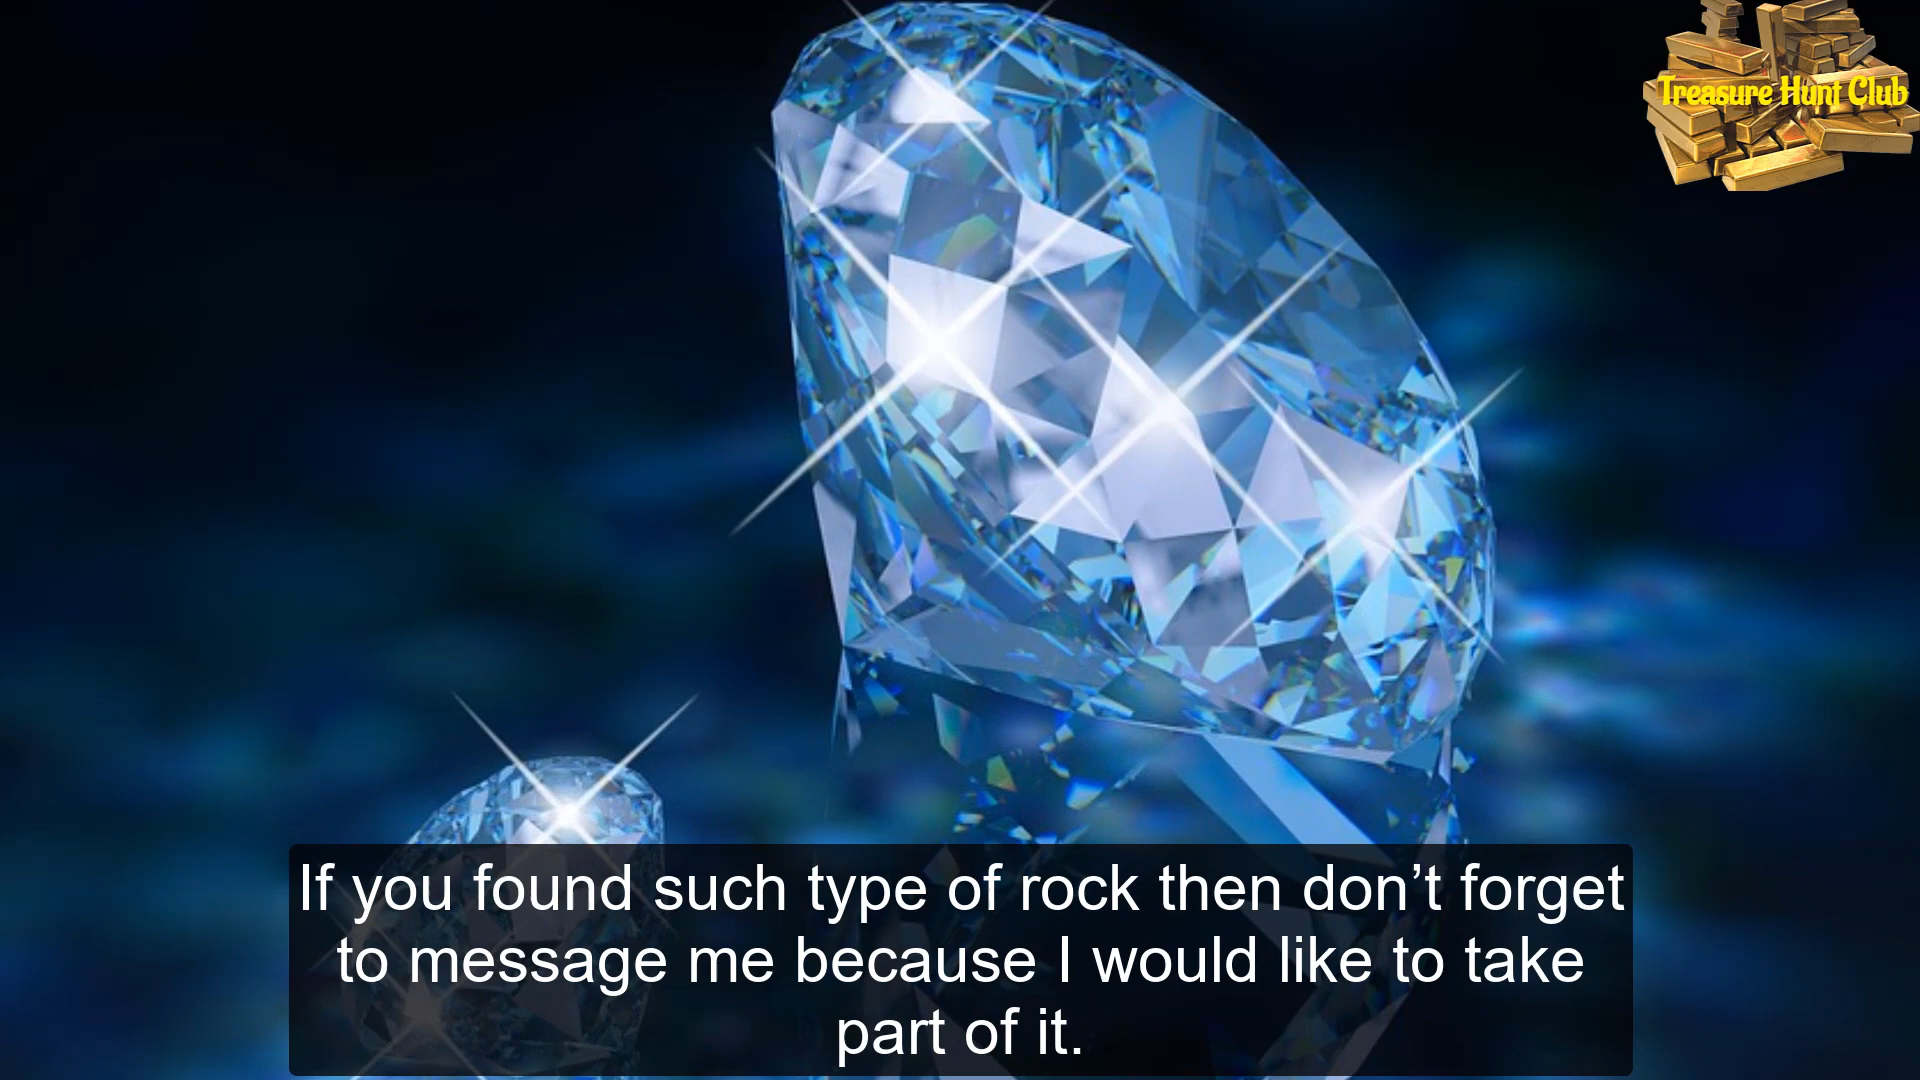 Treasure Hunt Club
If you found such type of rock then don’t forget
to message me because I would like to take
part of it.